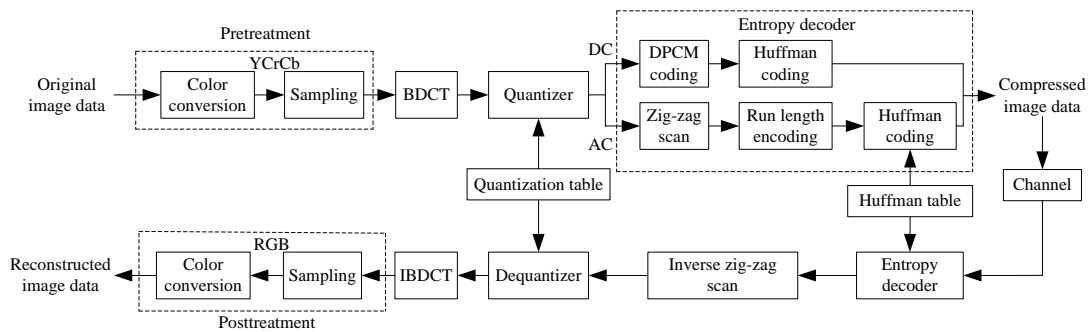 Pretreatment
Entropy decoder
YCrCb
DC
Original
image data
Color
conversion
Sampling
BDCT
Quantizer
DPCM
coding
Huffman
coding
Compressed
image data
AC
Zig-zag
scan
Run length
encoding
Huffman
coding
Quantization table
Huffman table
Channel
RGB
Reconstructed
image data
Color
conversion
Sampling
IBDCT
Dequantizer
Inverse zig-zag
scan
Entropy
decoder
Posttreatment